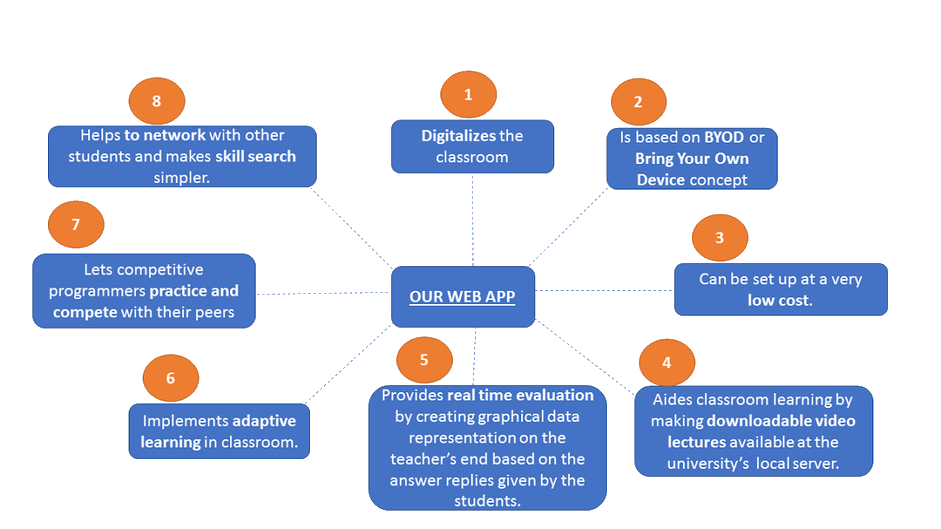 8
Helps to network with other
students and makes skill search
simpler.
1
Digitalizes the
classroom
2
Is based on BYOD or
Bring Your Own
Device concept
7
Lets competitive
programmers practice and
compete with their peers
OUR WEB APP
3
Can be set up at a very
low cost.
6
Implements adaptive
learning in classroom.
5
Provides real time evaluation
by creating graphical data
representation on the
teacher's end based on the
answer replies given by the
students.
4
Aides classroom learning by
making downloadable video
lectures available at the
university's local server.